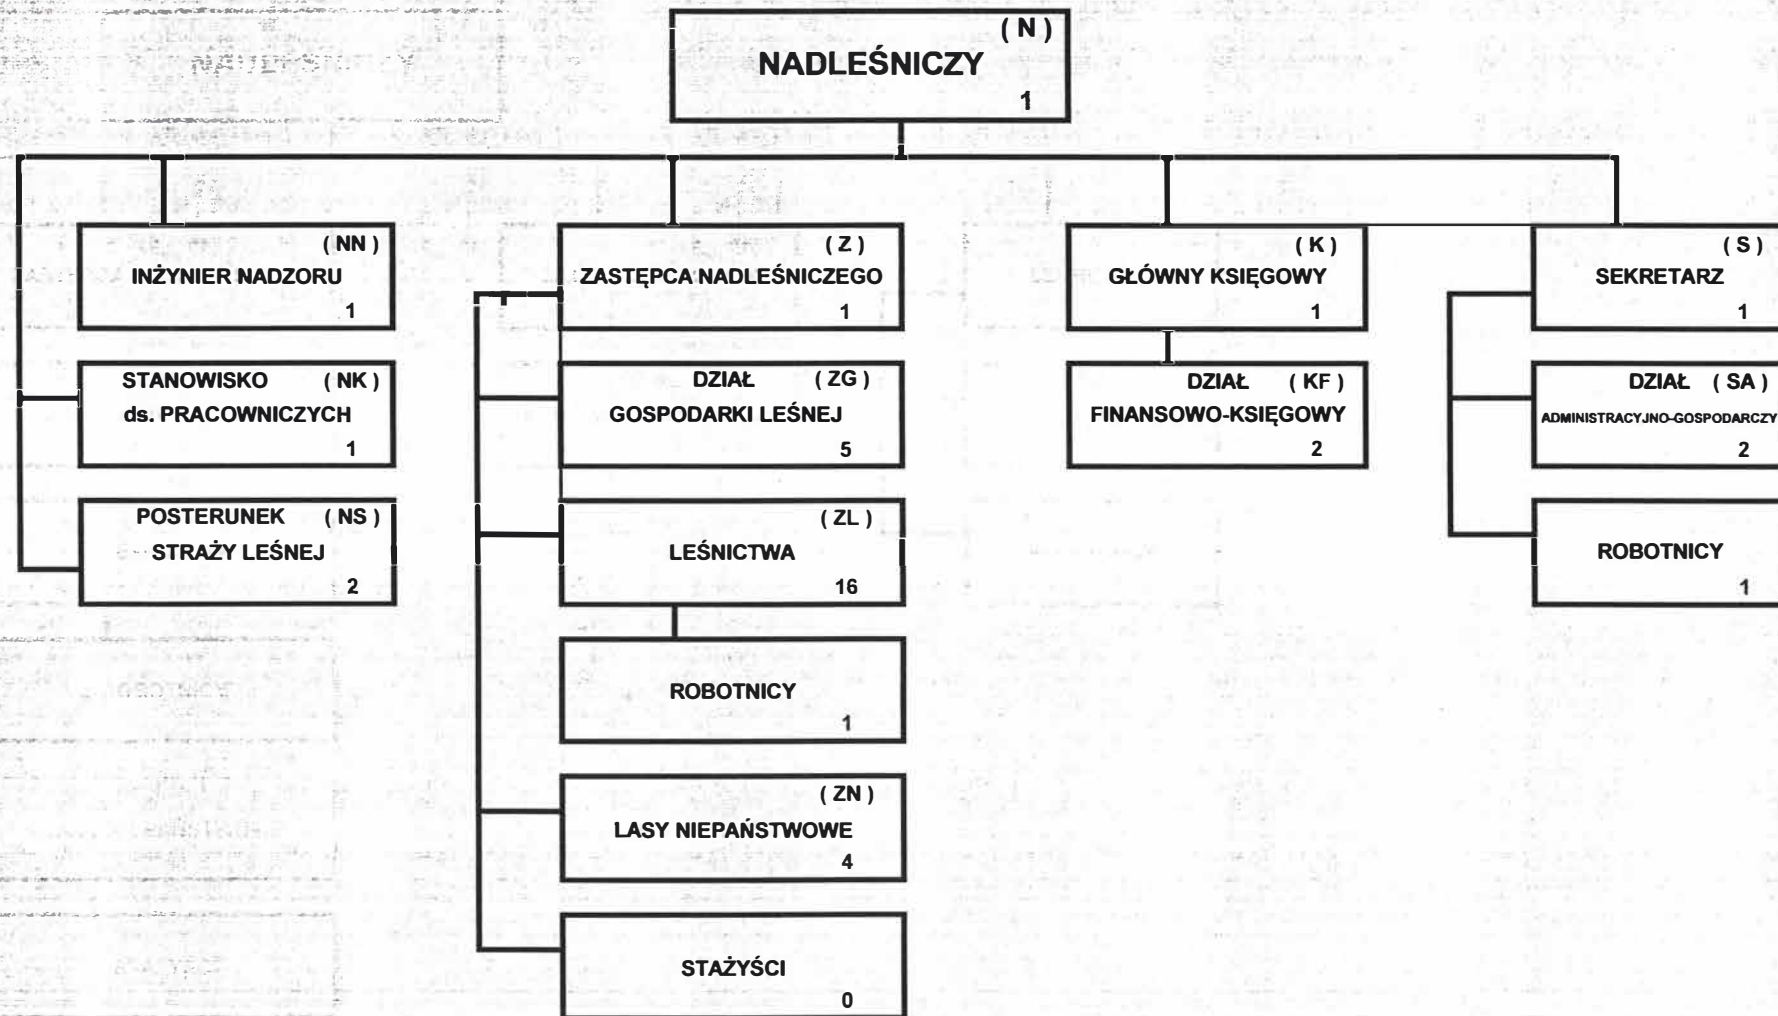 ( N )
NADLEŚNICZY
1
( NN )
INŻYNIER NADZORU
1
STANOWISKO ( NK )
ds. PRACOWNICZYCH
1
POSTERUNEK ( NS )
STRAŻY LEŚNEJ
2
( Z )
ZASTĘPCA NADLEŚNICZEGO
1
DZIAŁ ( ZG )
GOSPODARKI LEŚNEJ
5
( ZL )
LEŚNICTWA
16
ROBOTNICY
1
( ZN )
LASY NIEPAŃSTWOWE
4
STAŻYŚCI
0
( K )
GŁÓWNY KSIĘGOWY
1
DZIAŁ ( KF )
FINANSOWO-KSIĘGOWY
2
( S )
SEKRETARZ
1
DZIAŁ ( SA )
ADMINISTRACYJNO-GOSPODARCZY
2
ROBOTNICY
1